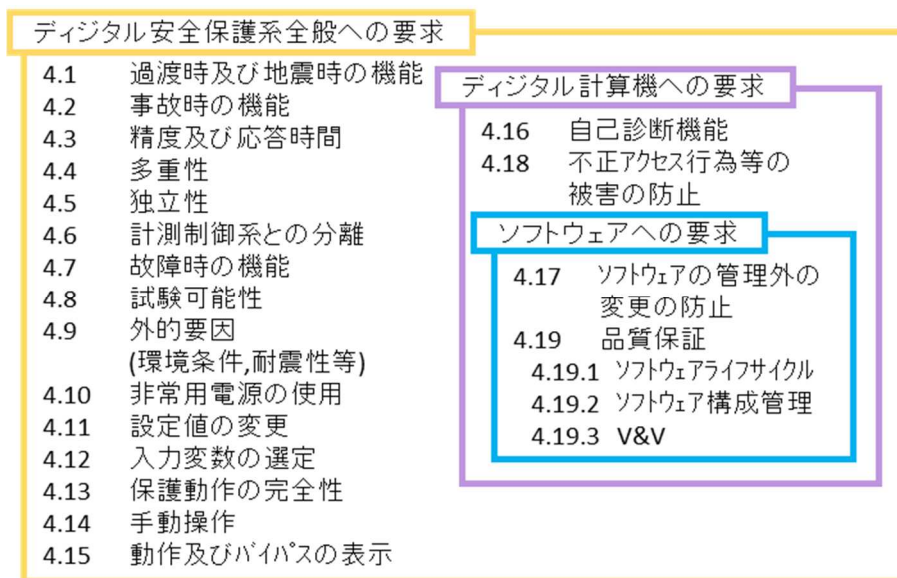 ディジタル安全保護系全般への要求
4.1 過渡時及び地震時の機能
4.2 事故時の機能
4.3 精度及び応答時間
4.4 多重性
4.5 独立性
4.6 計測制御系との分離
4.7 故障時の機能
4.8 試験可能性
4.9 外的要因
(環境条件,耐震性等)
4.10 非常用電源の使用
4.11 設定値の変更
4.12 入力変数の選定
4.13 保護動作の完全性
4.14 手動操作
4.15 動作及びバイパスの表示
ディジタル計算機への要求
4.16 自己診断機能
4.18 不正アクセス行為等の
被害の防止
ソフトウェアへの要求
4.17 ソフトウェアの管理外の
変更の防止
4.19 品質保証
4.19.1 ソフトウェアライフサイクル
4.19.2 ソフトウェア構成管理
4.19.3 V&V